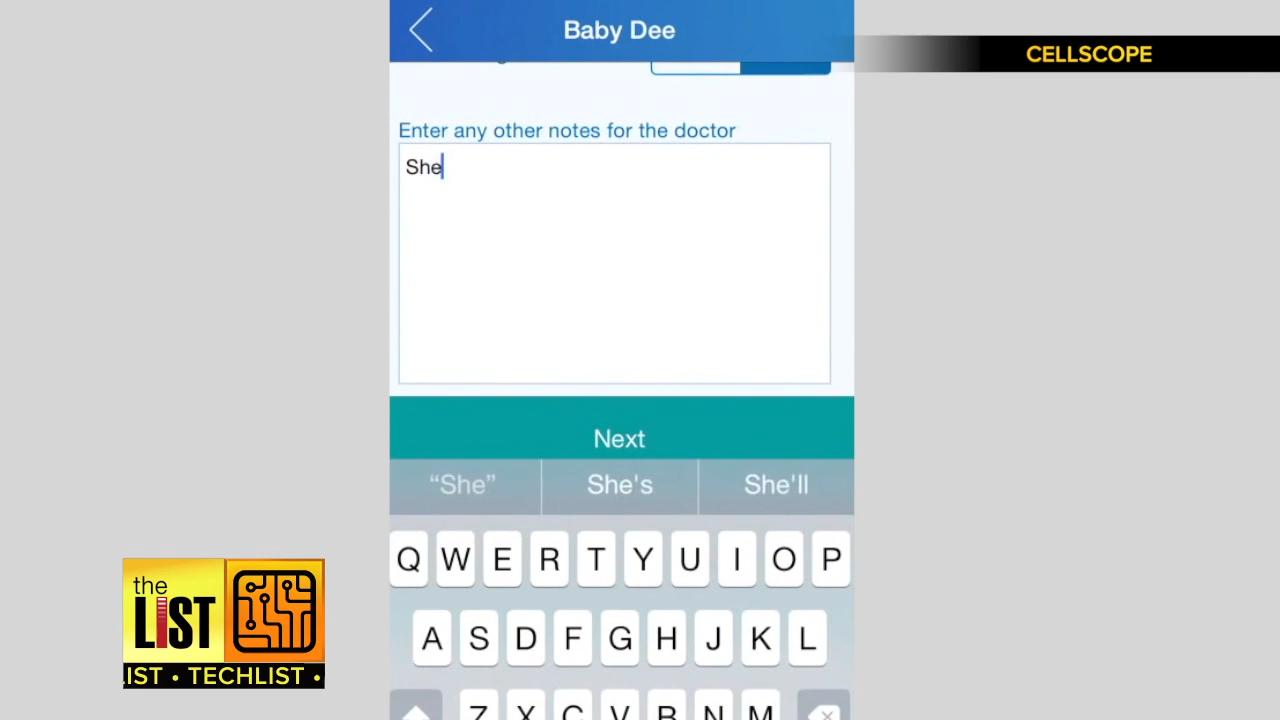 Baby Dee
CELLSCOPE
Enter any other notes for the doctor
She
Next
“She” She's She'll
Q W E R T Y U I O P
A S D F G H J K L
Z X C V B N M
the
LIST
IST • TECHLIST •